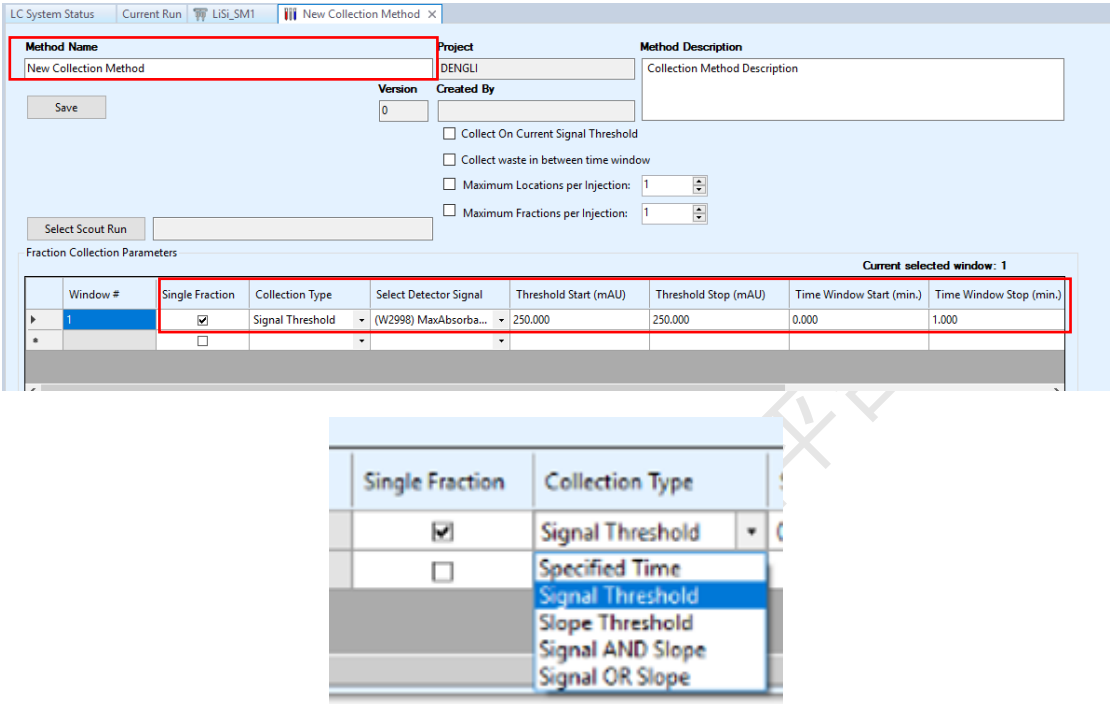 LC System Status Current Run LiSi_SM1 New Collection Method
Method Name Project Method Description
New Collection Method DENGLI Collection Method Description
Version Created By
Save 0
Collect On Current Signal Threshold
Collect waste in between time window
Maximum Locations per Injection: 1
Maximum Fractions per Injection: 1
Select Scout Run
Fraction Collection Parameters
Current selected window: 1
Window # Single Fraction Collection Type Select Detector Signal Threshold Start (mAU) Threshold Stop (mAU) Time Window Start (min.) Time Window Stop (min.)
1 Signal Threshold (W2998) MaxAbsorba... 250.000 250.000 0.000 1.000
平
Single Fraction Collection Type
Signal Threshold
Specified Time
Signal Threshold
Slope Threshold
Signal AND Slope
Signal OR Slope